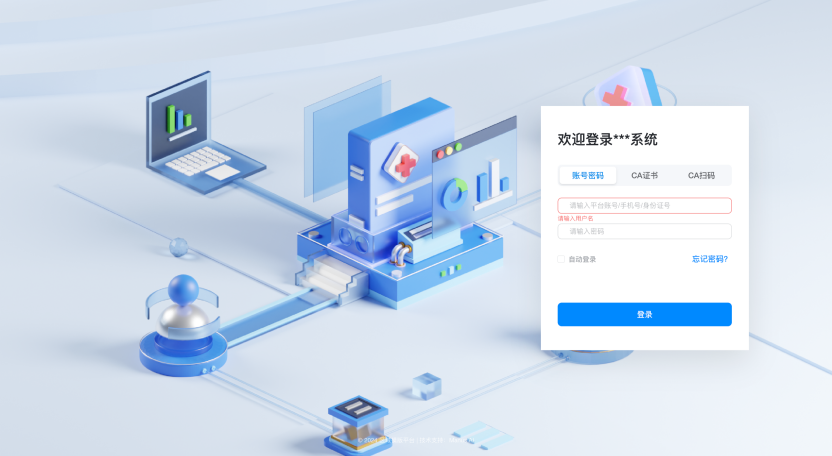 欢迎登录***系统
账号密码 CA证书 CA扫码
请输入平台账号/手机号/身份证号
请输入用户名
请输入密码
自动登录 忘记密码?
登录